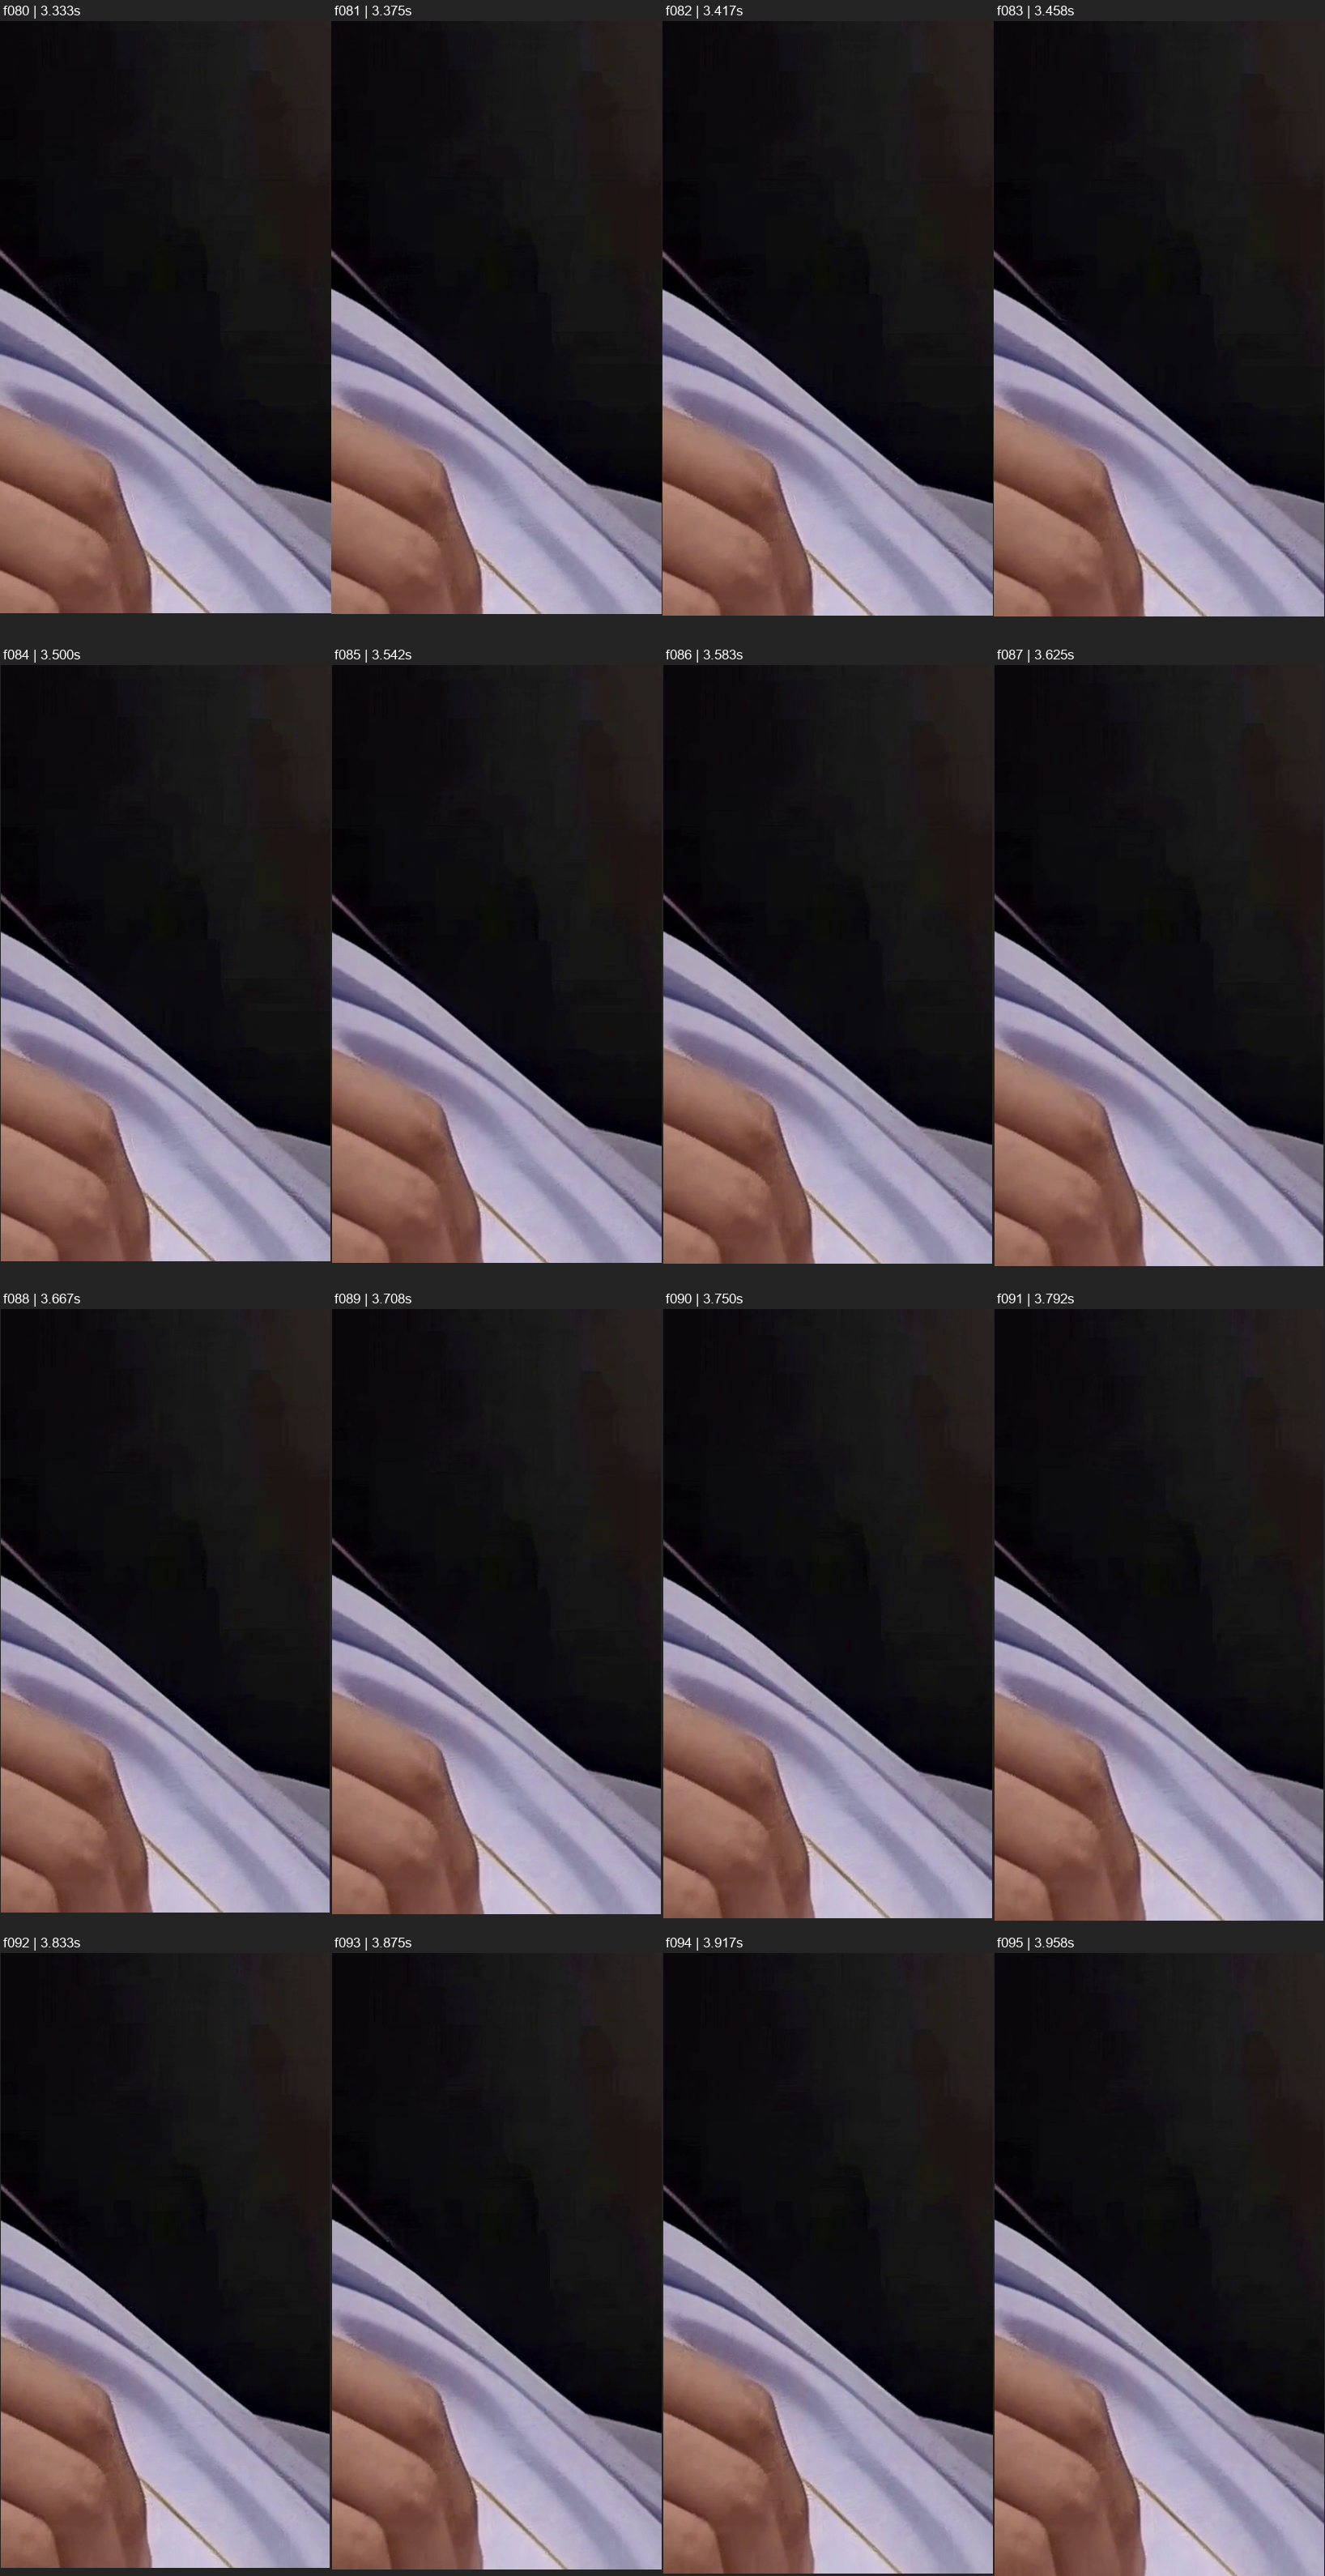 f080 | 3.333s
f081 | 3.375s
f082 | 3.417s
f083 | 3.458s
f084 | 3.500s
f085 | 3.542s
f086 | 3.583s
f087 | 3.625s
f088 | 3.667s
f089 | 3.708s
f090 | 3.750s
f091 | 3.792s
f092 | 3.833s
f093 | 3.875s
f094 | 3.917s
f095 | 3.958s